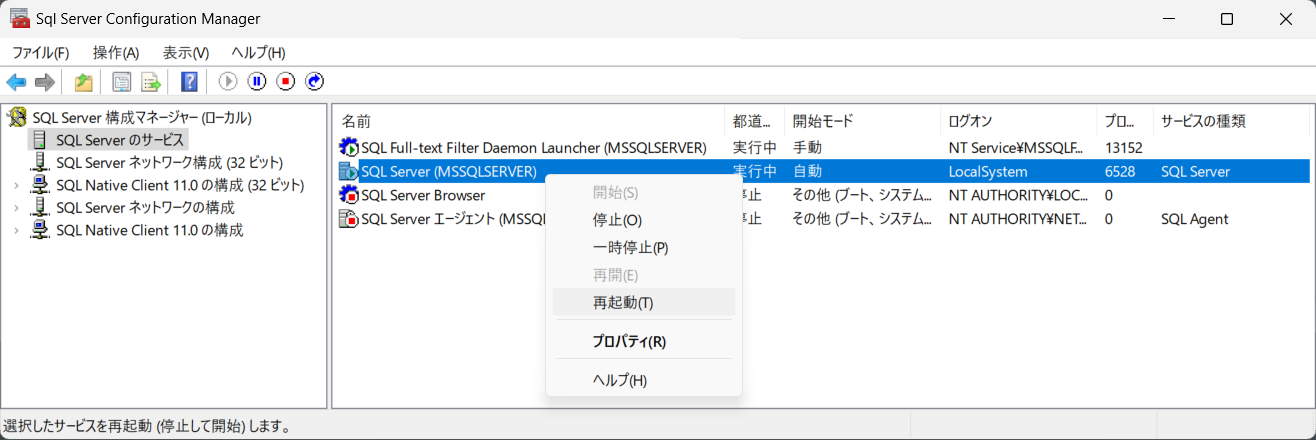 Sql Server Configuration Manager
ファイル(F) 操作(A) 表示(V) ヘルプ(H)
SQL Server 構成マネージャー (ローカル)
SQL Server のサービス
SQL Server ネットワーク構成 (32 ビット)
SQL Native Client 11.0 の構成 (32 ビット)
SQL Server ネットワークの構成
SQL Native Client 11.0 の構成
名前 都道... 開始モード ログオン プロ... サービスの種類
SQL Full-text Filter Daemon Launcher (MSSQLSERVER) 実行中 手動 NT Service¥MSSQLF... 13152
SQL Server (MSSQLSERVER) 実行中 自動 LocalSystem 6528 SQL Server
SQL Server Browser 停止 その他 (ブート、システム... NT AUTHORITY¥LOC... 0
SQL Server エージェント (MSSQL 停止 その他 (ブート、システム... NT AUTHORITY¥NET... 0 SQL Agent
開始(S)
停止(O)
一時停止(P)
再開(E)
再起動(T)
プロパティ(R)
ヘルプ(H)
選択したサービスを再起動 (停止して開始) します。